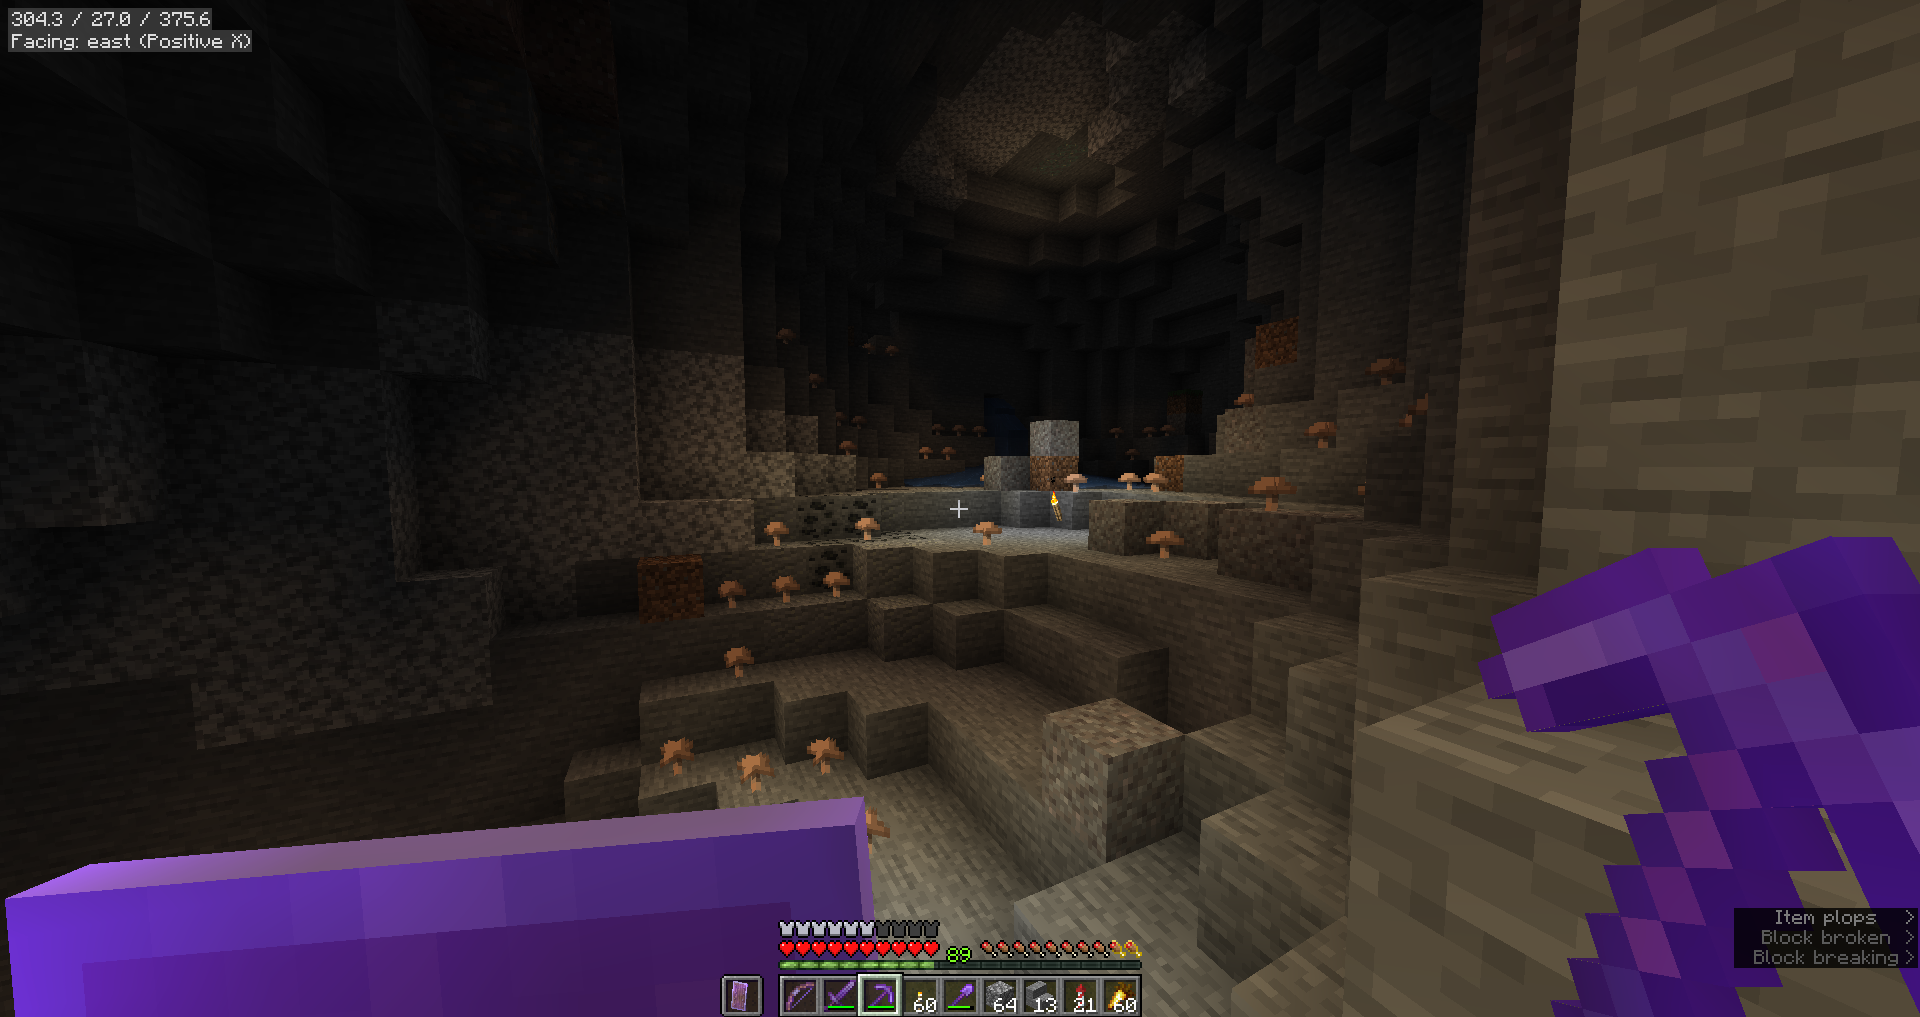 304.3 / 27.0 / 375.6
Facing: east (Positive X)
89
Item plops >
Block broken >
Block breaking >
60 64 13 21 60